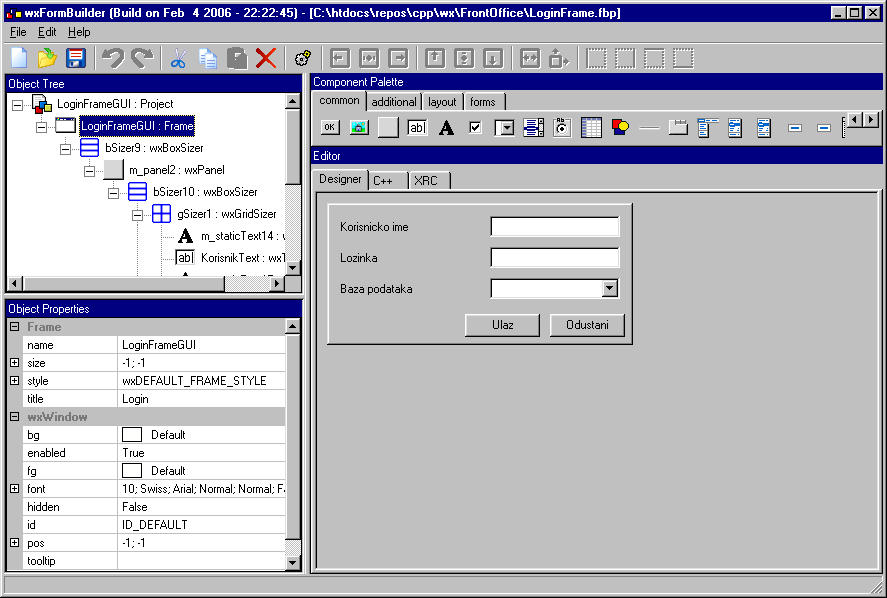 wxFormBuilder (Build on Feb 4 2006 - 22:22:45) - [C:\htdocs\repos\cpp\wx\FrontOffice\LoginFrame.fbp]
File Edit Help
Object Tree
LoginFrameGUI : Project
LoginFrameGUI : Frame
bSizer9 : wxBoxSizer
m_panel2 : wxPanel
bSizer10 : wxBoxSizer
gSizer1 : wxGridSizer
A m_staticText14 :
ab| KorisnikText : wxT
Object Properties
Frame
name LoginFrameGUI
size -1; -1
style wxDEFAULT_FRAME_STYLE
title Login
wxWindow
bg Default
enabled True
fg Default
font 10; Swiss; Arial; Normal; Normal;
hidden False
id ID_DEFAULT
pos -1; -1
tooltip
Component Palette
common additional layout forms
OK ab| A
Editor
Designer C++ XRC
Korisnicko ime
Lozinka
Baza podataka
Ulaz Odustani